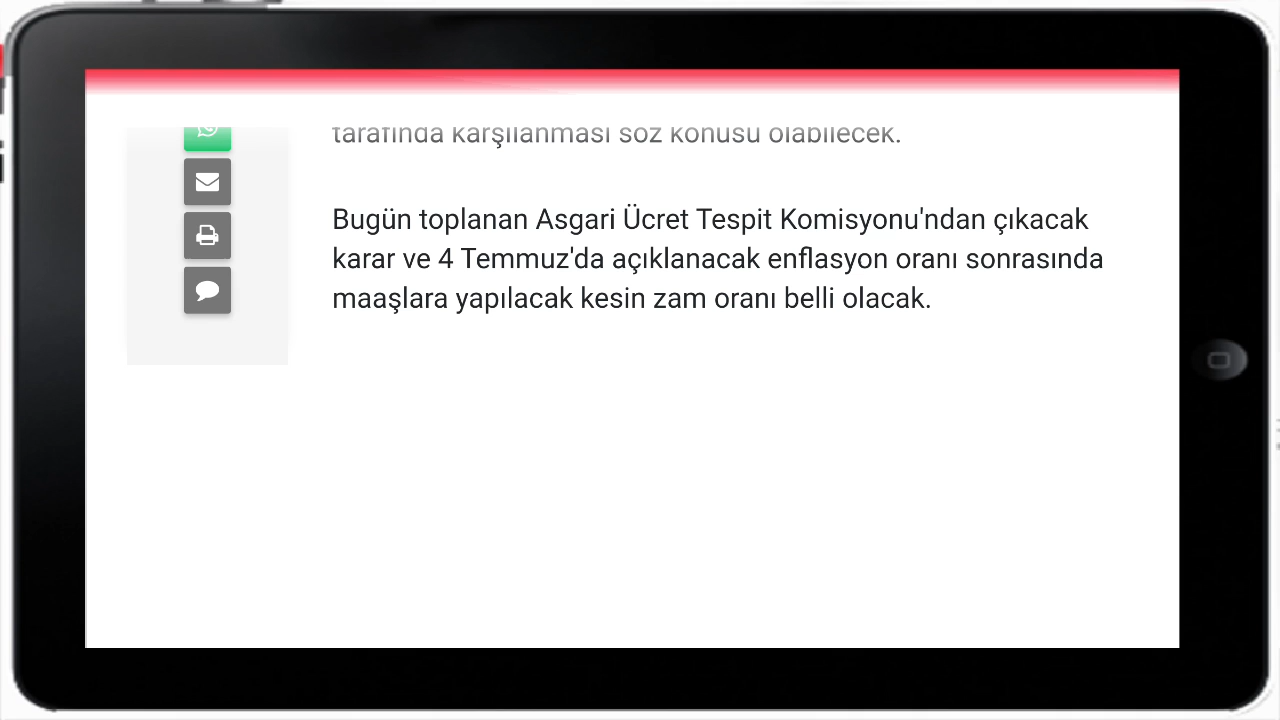 tarafında karşılanması söz konusu olabilecek.
Bugün toplanan Asgari Ücret Tespit Komisyonu'ndan çıkacak
karar ve 4 Temmuz'da açıklanacak enflasyon oranı sonrasında
maaşlara yapılacak kesin zam oranı belli olacak.